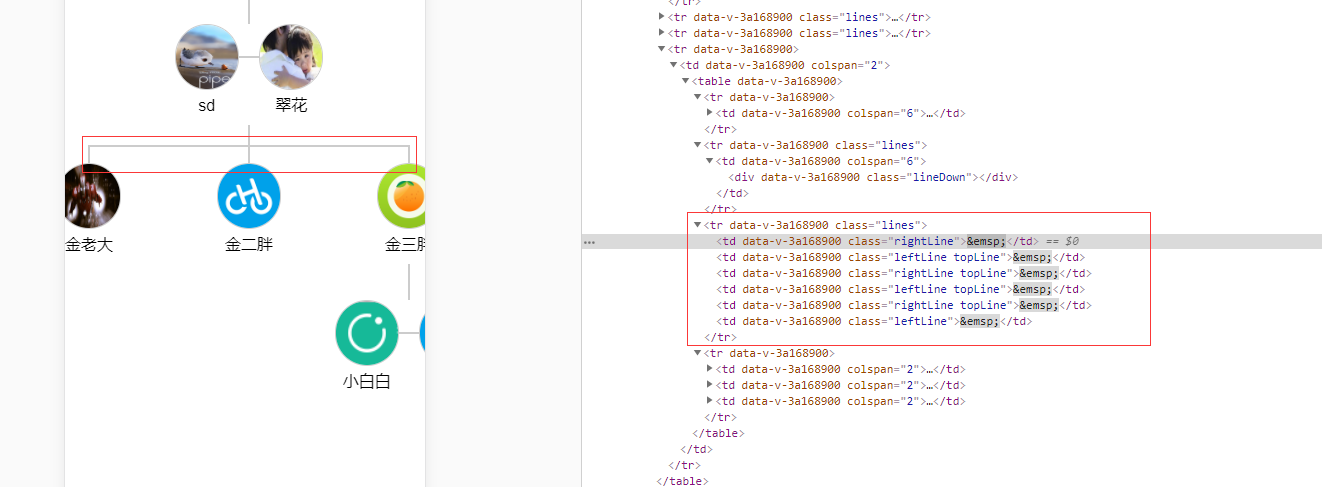 piper
sd
翠花
金老大
金二胖
金三胖
小白白
</tr>
<tr data-v-3a168900 class="lines">…</tr>
<tr data-v-3a168900 class="lines">…</tr>
<tr data-v-3a168900>
<td data-v-3a168900 colspan="2">
<table data-v-3a168900>
<tr data-v-3a168900>
<td data-v-3a168900 colspan="6">…</td>
</tr>
<tr data-v-3a168900 class="lines">
<td data-v-3a168900 colspan="6">
<div data-v-3a168900 class="lineDown"></div>
</td>
</tr>
<tr data-v-3a168900 class="lines">
<td data-v-3a168900 class="rightLine">&emsp;</td> == $0
<td data-v-3a168900 class="leftLine topLine">&emsp;</td>
<td data-v-3a168900 class="rightLine topLine">&emsp;</td>
<td data-v-3a168900 class="leftLine topLine">&emsp;</td>
<td data-v-3a168900 class="rightLine topLine">&emsp;</td>
<td data-v-3a168900 class="leftLine">&emsp;</td>
</tr>
<tr data-v-3a168900>
<td data-v-3a168900 colspan="2">…</td>
<td data-v-3a168900 colspan="2">…</td>
<td data-v-3a168900 colspan="2">…</td>
</tr>
</table>
</td>
</tr>
</table>